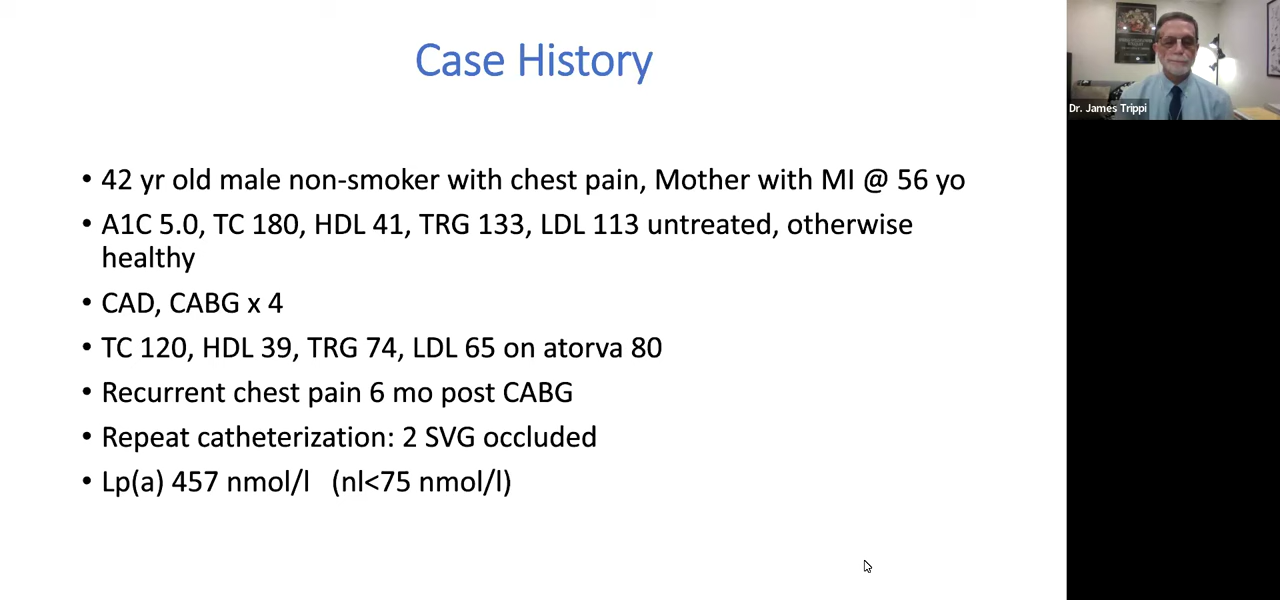 Case History
• 42 yr old male non-smoker with chest pain, Mother with MI @ 56 yo
• A1C 5.0, TC 180, HDL 41, TRG 133, LDL 113 untreated, otherwise
healthy
• CAD, CABG x 4
• TC 120, HDL 39, TRG 74, LDL 65 on atorva 80
• Recurrent chest pain 6 mo post CABG
• Repeat catheterization: 2 SVG occluded
• Lp(a) 457 nmol/l (nl<75 nmol/l)
Dr. James Trippi